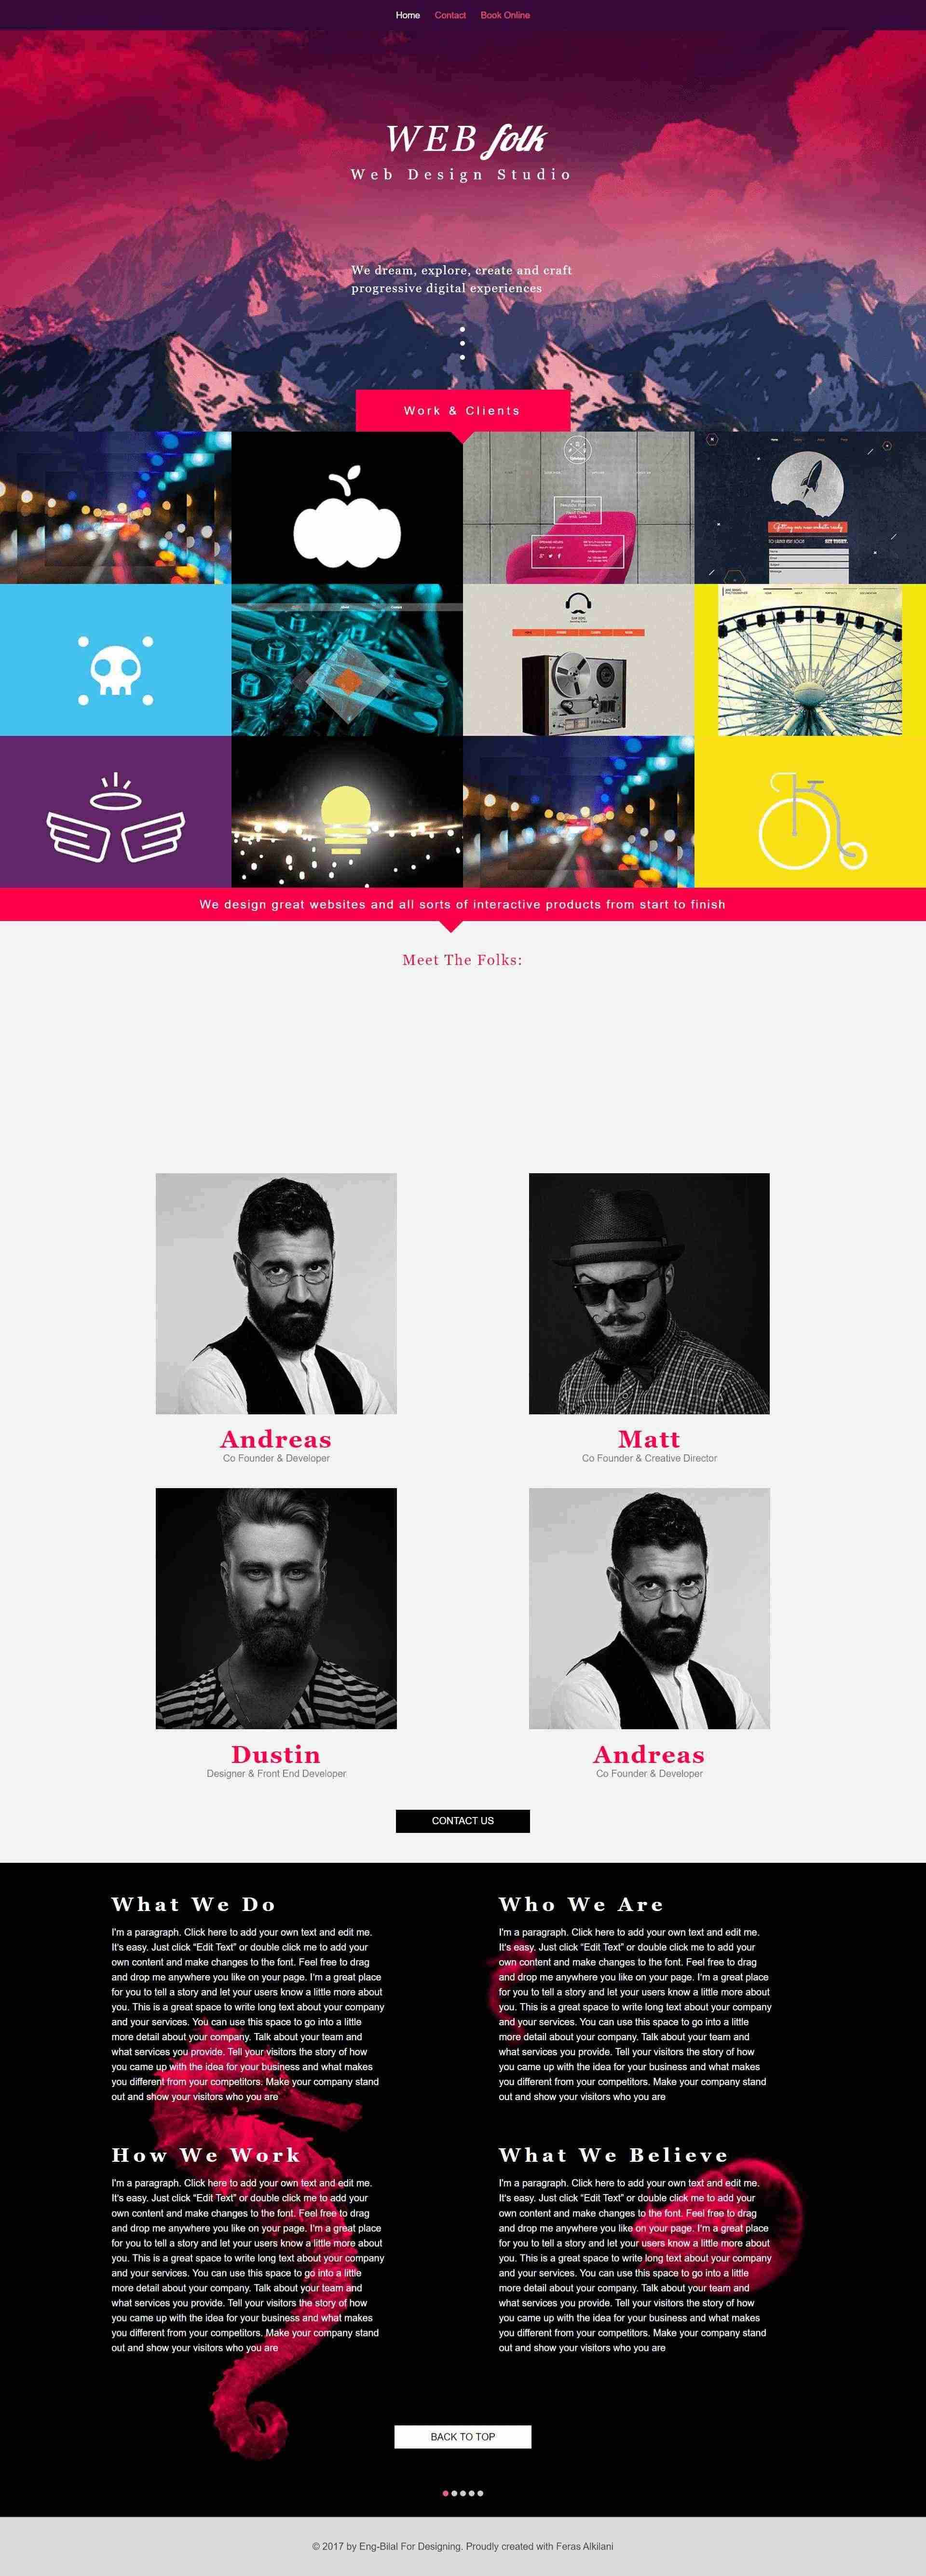 Home Contact Book Online
WEB folk
Web Design Studio
We dream, explore, create and craft
progressive digital experiences
Work & Clients
We design great websites and all sorts of interactive products from start to finish
Meet The Folks:
Andreas
Co Founder & Developer
Matt
Co Founder & Creative Director
Dustin
Designer & Front End Developer
Andreas
Co Founder & Developer
CONTACT US
What We Do
I'm a paragraph. Click here to add your own text and edit me.
It's easy. Just click "Edit Text" or double click me to add your
own content and make changes to the font. Feel free to drag
and drop me anywhere you like on your page. I'm a great place
for you to tell a story and let your users know a little more about
you. This is a great space to write long text about your company
and your services. You can use this space to go into a little
more detail about your company. Talk about your team and
what services you provide. Tell your visitors the story of how
you came up with the idea for your business and what makes
you different from your competitors. Make your company stand
out and show your visitors who you are
Who We Are
I'm a paragraph. Click here to add your own text and edit me.
It's easy. Just click "Edit Text" or double click me to add your
own content and make changes to the font. Feel free to drag
and drop me anywhere you like on your page. I'm a great place
for you to tell a story and let your users know a little more about
you. This is a great space to write long text about your company
and your services. You can use this space to go into a little
more detail about your company. Talk about your team and
what services you provide. Tell your visitors the story of how
you came up with the idea for your business and what makes
you different from your competitors. Make your company stand
out and show your visitors who you are
How We Work
I'm a paragraph. Click here to add your own text and edit me.
It's easy. Just click "Edit Text" or double click me to add your
own content and make changes to the font. Feel free to drag
and drop me anywhere you like on your page. I'm a great place
for you to tell a story and let your users know a little more about
you. This is a great space to write long text about your company
and your services. You can use this space to go into a little
more detail about your company. Talk about your team and
what services you provide. Tell your visitors the story of how
you came up with the idea for your business and what makes
you different from your competitors. Make your company stand
out and show your visitors who you are
What We Believe
I'm a paragraph. Click here to add your own text and edit me.
It's easy. Just click "Edit Text" or double click me to add your
own content and make changes to the font. Feel free to drag
and drop me anywhere you like on your page. I'm a great place
for you to tell a story and let your users know a little more about
you. This is a great space to write long text about your company
and your services. You can use this space to go into a little
more detail about your company. Talk about your team and
what services you provide. Tell your visitors the story of how
you came up with the idea for your business and what makes
you different from your competitors. Make your company stand
out and show your visitors who you are
BACK TO TOP
© 2017 by Eng-Bilal For Designing. Proudly created with Feras Alkilani